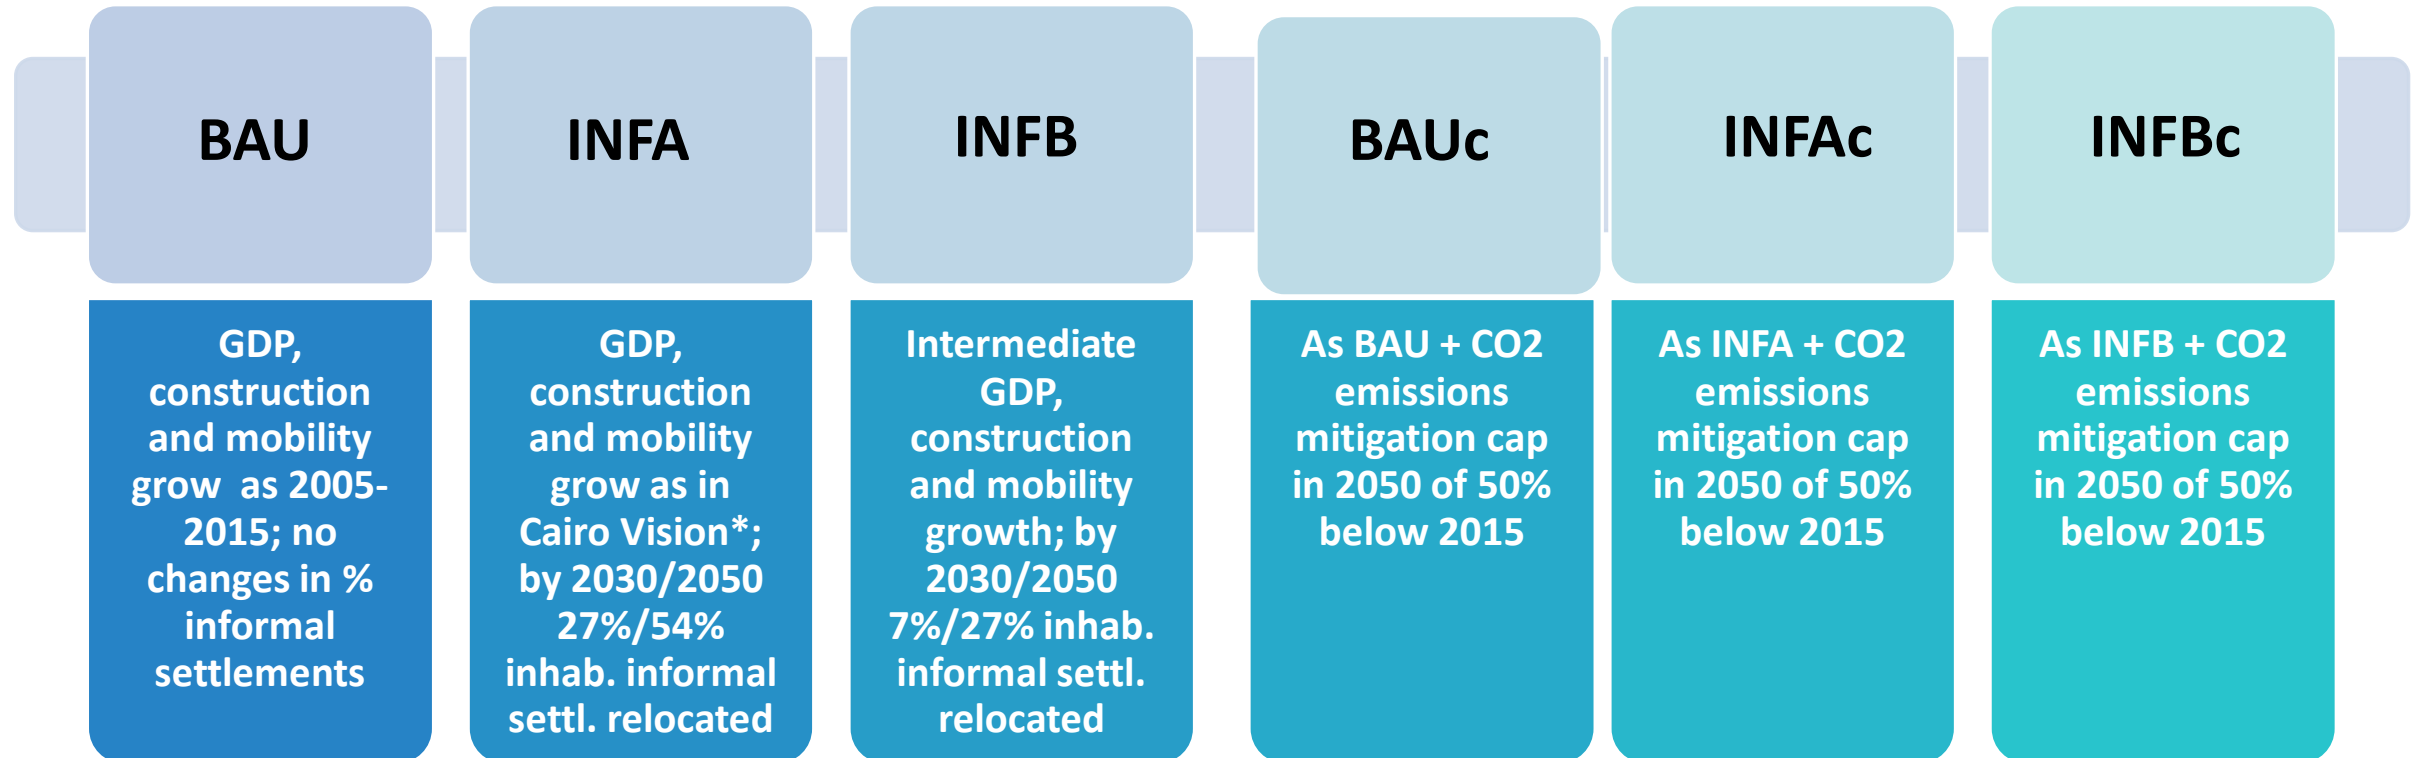 BAU
GDP,
construction
and mobility
grow as 2005-
2015; no
changes in %
informal
settlements
INFA
GDP,
construction
and mobility
grow as in
Cairo Vision*;
by 2030/2050
27%/54%
inhab. informal
settl. relocated
INFB
Intermediate
GDP,
construction
and mobility
growth; by
2030/2050
7%/27% inhab.
informal settl.
relocated
BAUc
As BAU + CO2
emissions
mitigation cap
in 2050 of 50%
below 2015
INFAc
As INFA + CO2
emissions
mitigation cap
in 2050 of 50%
below 2015
INFBc
As INFB + CO2
emissions
mitigation cap
in 2050 of 50%
below 2015